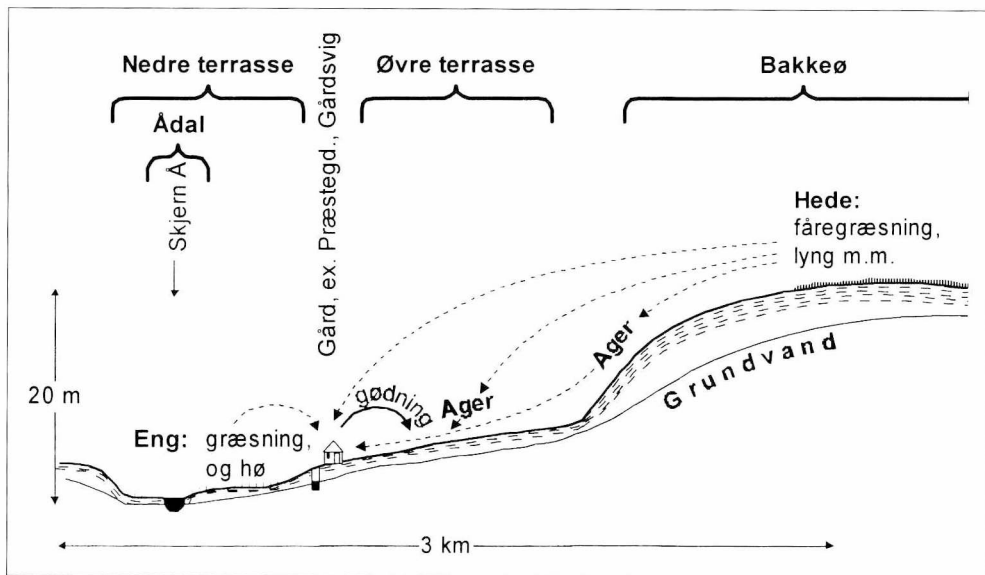 Nedre terrasse
Øvre terrasse
Bakkeø
Ådal
Skjern Å
Gård, ex. Præstegd., Gårdsvig
Hede:
fåregræsning,
lyng m.m.
Ager
Grundvand
20 m
gødning
Ager
Eng: græsning,
og hø
3 km